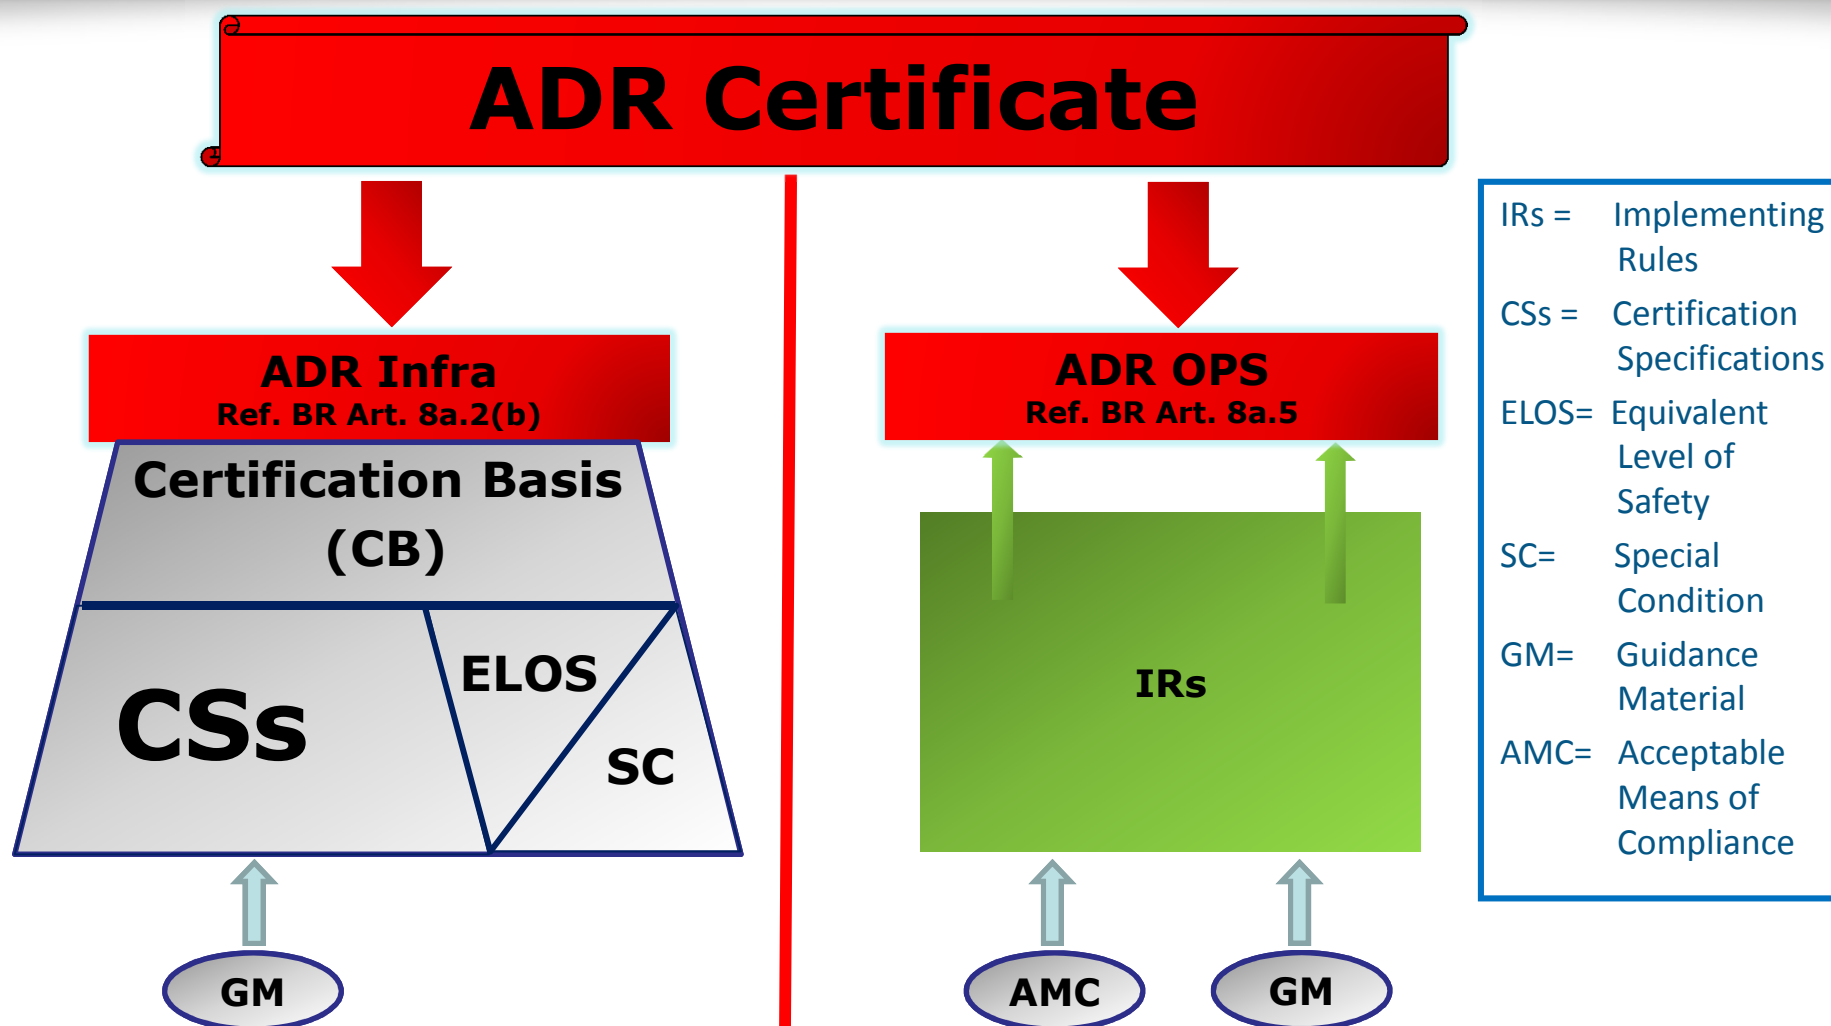 ADR Certificate
ADR Infra
Ref. BR Art. 8a.2(b)
Certification Basis
(CB)
CSs
ELOS
SC
GM
ADR OPS
Ref. BR Art. 8a.5
IRs
AMC
GM
IRs = Implementing
Rules
CSs = Certification
Specifications
ELOS= Equivalent
Level of
Safety
SC= Special
Condition
GM= Guidance
Material
AMC= Acceptable
Means of
Compliance